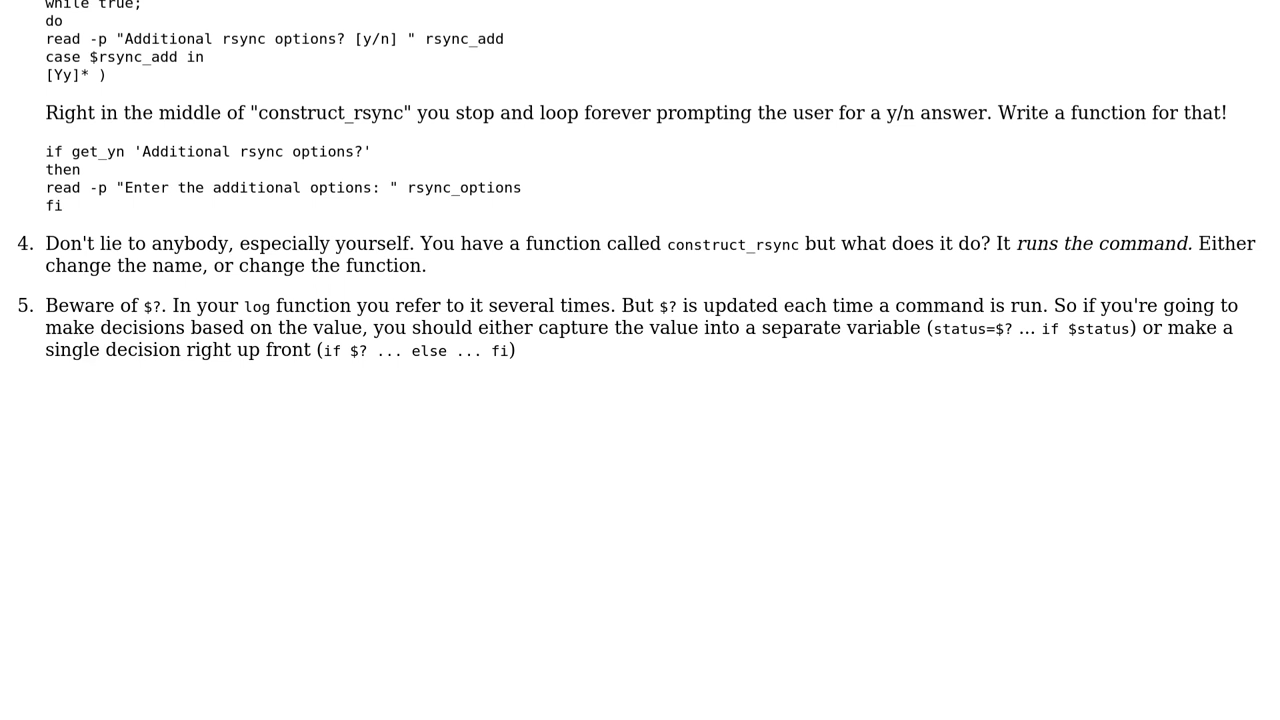 while true;
do
read -p "Additional rsync options? [y/n] " rsync_add
case $rsync_add in
[Yy]* )
Right in the middle of "construct_rsync" you stop and loop forever prompting the user for a y/n answer. Write a function for that!
if get_yn 'Additional rsync options?'
then
read -p "Enter the additional options: " rsync_options
fi
4. Don't lie to anybody, especially yourself. You have a function called construct_rsync but what does it do? It runs the command. Either
change the name, or change the function.
5. Beware of $?. In your log function you refer to it several times. But $? is updated each time a command is run. So if you're going to
make decisions based on the value, you should either capture the value into a separate variable (status=$? ... if $status) or make a
single decision right up front (if $? ... else ... fi)